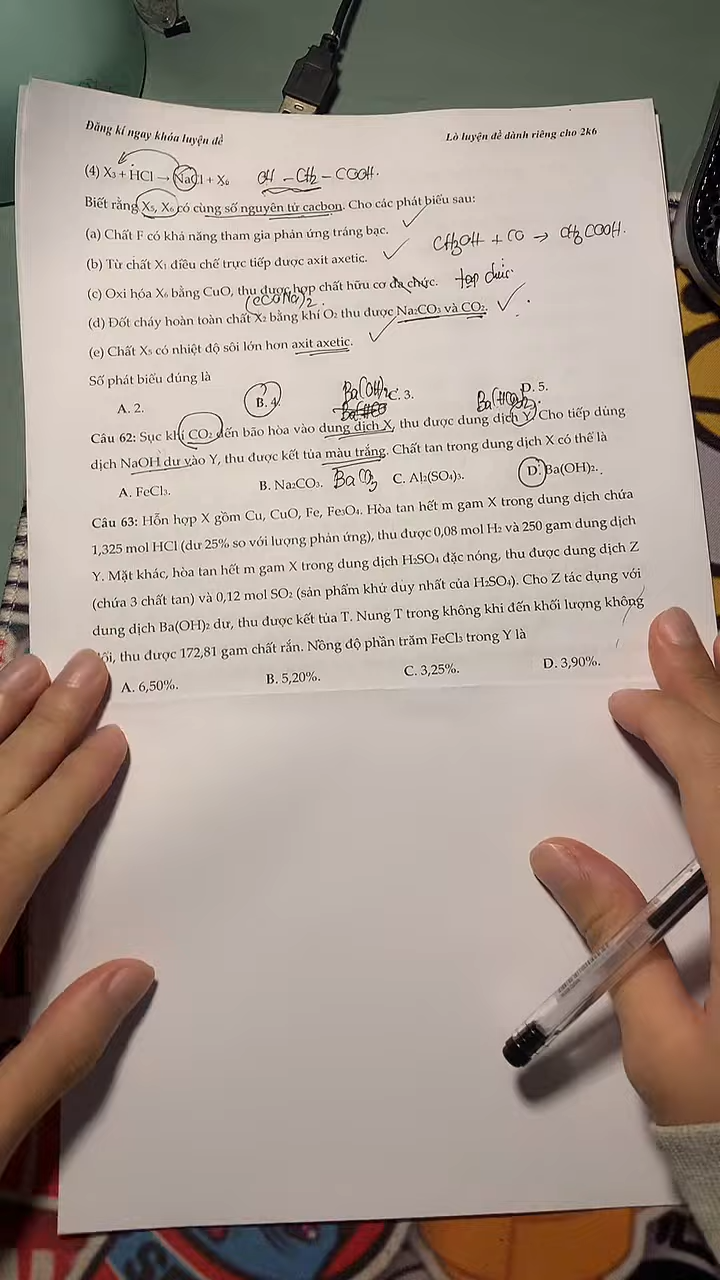 Đăng kí ngay khóa luyện đề
Lò luyện đề dành riêng cho 2k6
(4) X₃ + HCl → NaCl + X₆ OH – CH₂ – COOH.
Biết rằng X₅, X₆ có cùng số nguyên tử cacbon. Cho các phát biểu sau:
(a) Chất F có khả năng tham gia phản ứng tráng bạc.
CH₃OH + CO → CH₃COOH.
(b) Từ chất X₁ điều chế trực tiếp được axit axetic.
(c) Oxi hóa X₆ bằng CuO, thu được hợp chất hữu cơ đa chức. tạp chức.
(COONa)₂.
(d) Đốt cháy hoàn toàn chất X₂ bằng khí O₂ thu được Na₂CO₃ và CO₂.
(e) Chất X₅ có nhiệt độ sôi lớn hơn axit axetic.
Số phát biểu đúng là
A. 2. B. 4. C. 3. D. 5.
Ba(OH)₂ Ba(HCO₃)₂.
Câu 62: Sục khí CO₂ đến bão hòa vào dung dịch X, thu được dung dịch Y. Cho tiếp dùng
dịch NaOH dư vào Y, thu được kết tủa màu trắng. Chất tan trong dung dịch X có thể là
A. FeCl₃. B. Na₂CO₃. BaCO₃ C. Al₂(SO₄)₃. D. Ba(OH)₂.
Câu 63: Hỗn hợp X gồm Cu, CuO, Fe, Fe₃O₄. Hòa tan hết m gam X trong dung dịch chứa
1,325 mol HCl (dư 25% so với lượng phản ứng), thu được 0,08 mol H₂ và 250 gam dung dịch
Y. Mặt khác, hòa tan hết m gam X trong dung dịch H₂SO₄ đặc nóng, thu được dung dịch Z
(chứa 3 chất tan) và 0,12 mol SO₂ (sản phẩm khử duy nhất của H₂SO₄). Cho Z tác dụng với
dung dịch Ba(OH)₂ dư, thu được kết tủa T. Nung T trong không khí đến khối lượng không
đổi, thu được 172,81 gam chất rắn. Nồng độ phần trăm FeCl₃ trong Y là
A. 6,50%. B. 5,20%. C. 3,25%. D. 3,90%.